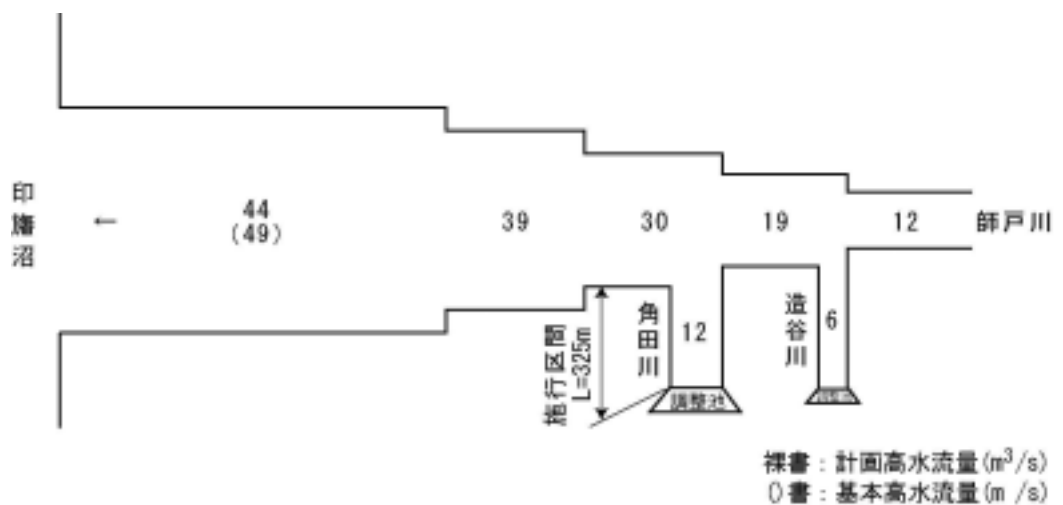 印旛沼
←
44
(49)
39
30
19
12
師戸川
施行区間
L=325m
角田川
12
造谷川
6
調整池
裸書：計画高水流量(m³/s)
()書：基本高水流量(m /s)